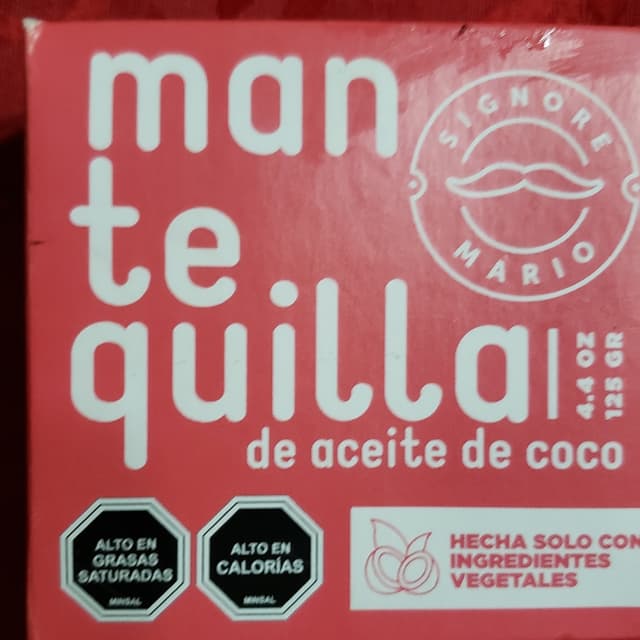 man
te
quilla
de aceite de coco
4.4 OZ
125 GR
SIGNORE
MARIO
ALTO EN
GRASAS
SATURADAS
MINSAL
ALTO EN
CALORÍAS
MINSAL
HECHA SOLO CON
INGREDIENTES
VEGETALES